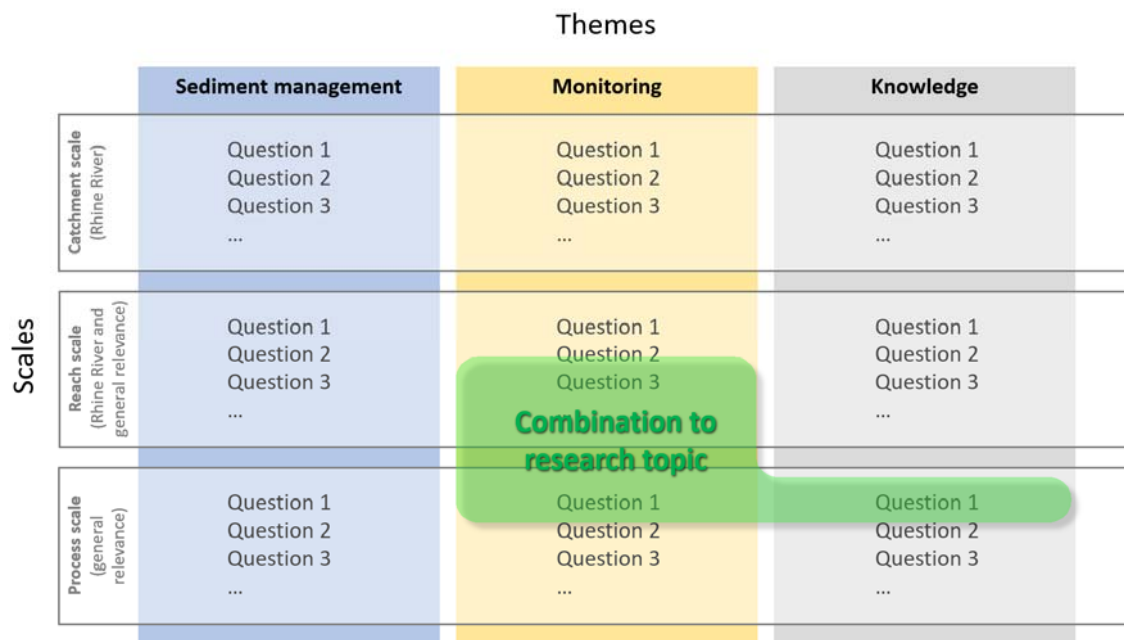 Themes
Sediment management
Monitoring
Knowledge
Scales
Catchment scale
(Rhine River)
Question 1
Question 2
Question 3
...
Question 1
Question 2
Question 3
...
Question 1
Question 2
Question 3
...
Reach scale
(Rhine River and
general relevance)
Question 1
Question 2
Question 3
...
Question 1
Question 2
Question 3
Question 1
Question 2
Question 3
...
Combination to
research topic
Process scale
(general
relevance)
Question 1
Question 2
Question 3
...
Question 1
Question 2
Question 3
...
Question 1
Question 2
Question 3
...